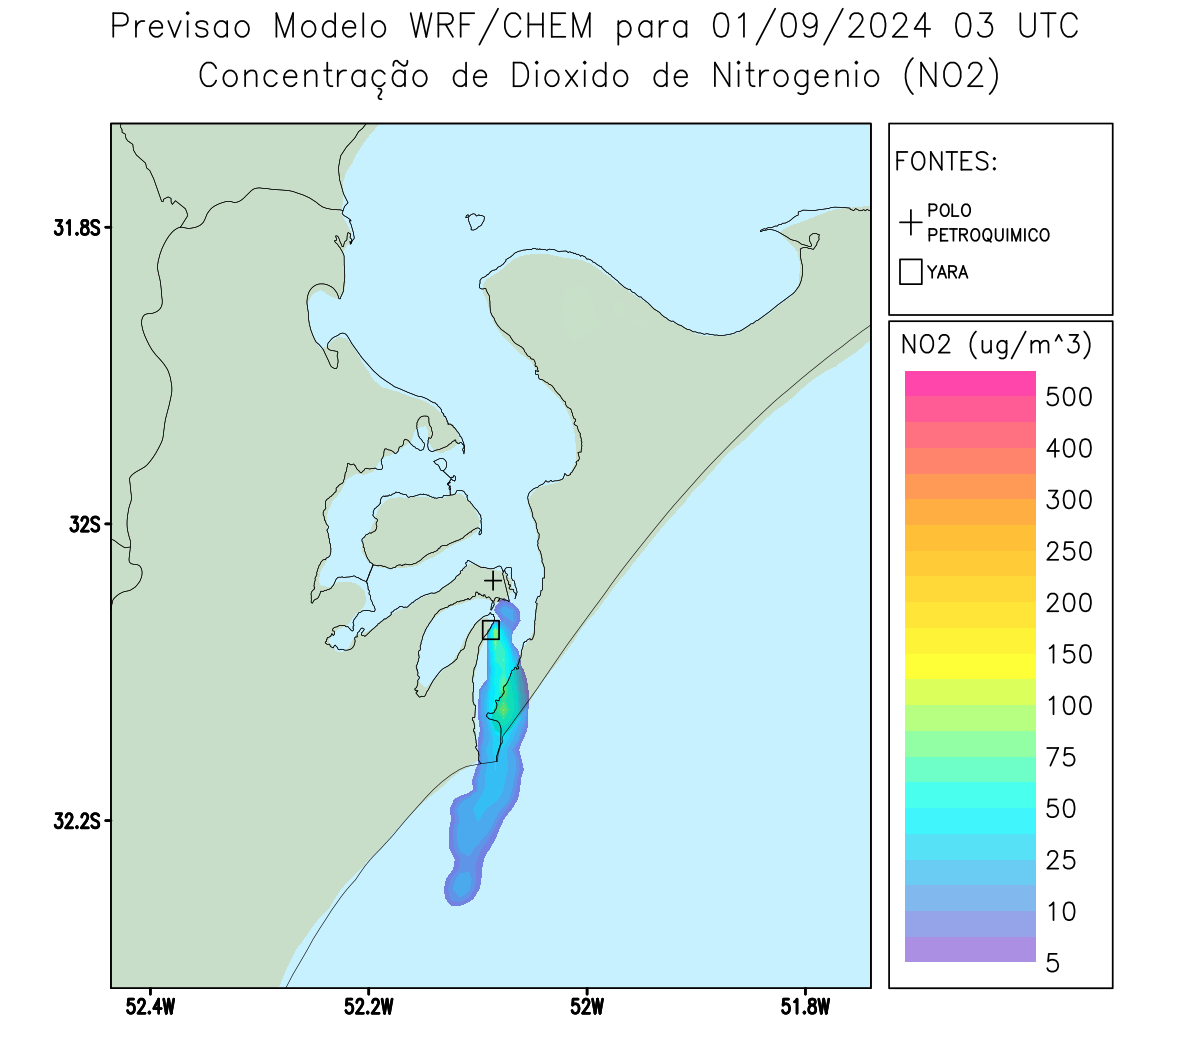 Previsao Modelo WRF/CHEM para 01/09/2024 03 UTC
Concentração de Dioxido de Nitrogenio (NO2)
31.8S
32S
32.2S
52.4W
52.2W
52W
51.8W
FONTES:
POLO
PETROQUIMICO
YARA
NO2 (ug/m^3)
500
400
300
250
200
150
100
75
50
25
10
5